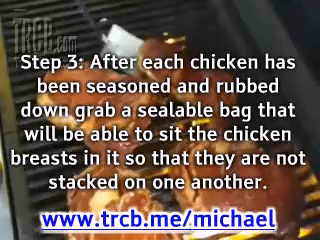 TRCB.com
Step 3: After each chicken has
been seasoned and rubbed
down grab a sealable bag that
will be able to sit the chicken
breasts in it so that they are not
stacked on one another.
www.trcb.me/michael